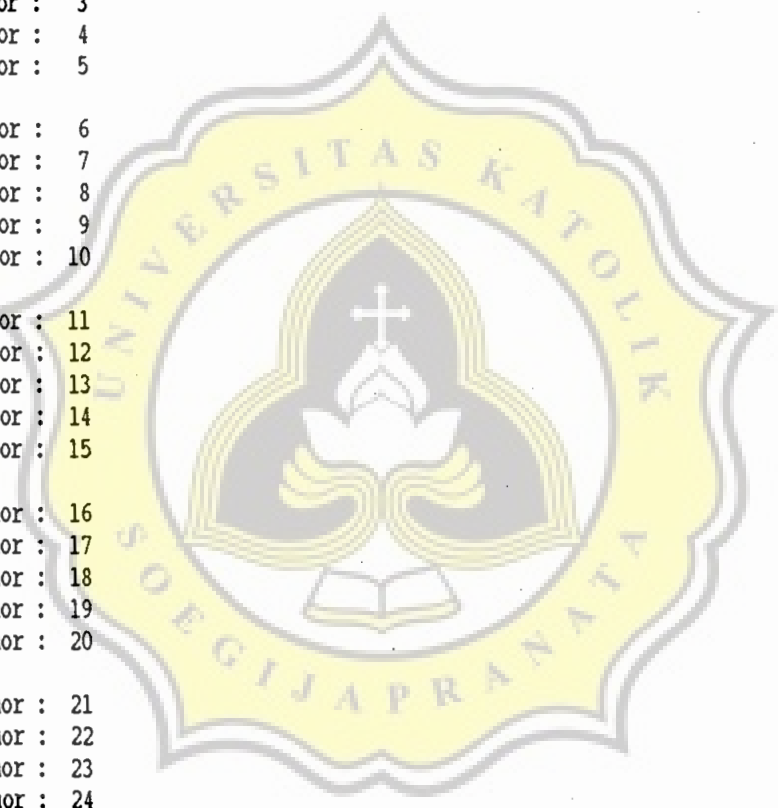 or : 3
or : 4
or : 5
or : 6
or : 7
or : 8
or : 9
or : 10
or : 11
or : 12
or : 13
or : 14
or : 15
or : 16
or : 17
or : 18
or : 19
or : 20
or : 21
or : 22
or : 23
or : 24
UNIVERSITAS KATOLIK
SOEGIJAPRANATA